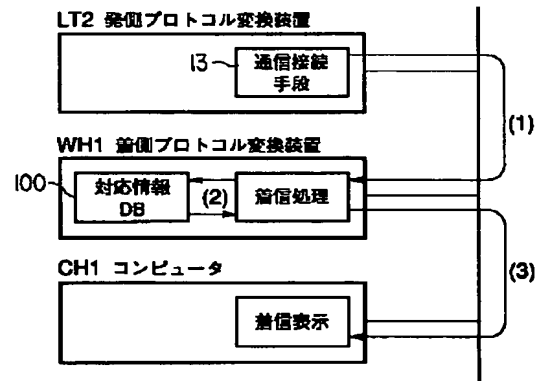 LT2 発側プロトコル変換装置
13
通信接続
手段
(1)
WH1 着側プロトコル変換装置
100
対応情報
DB
(2)
着信処理
(3)
CH1 コンピュータ
着信表示